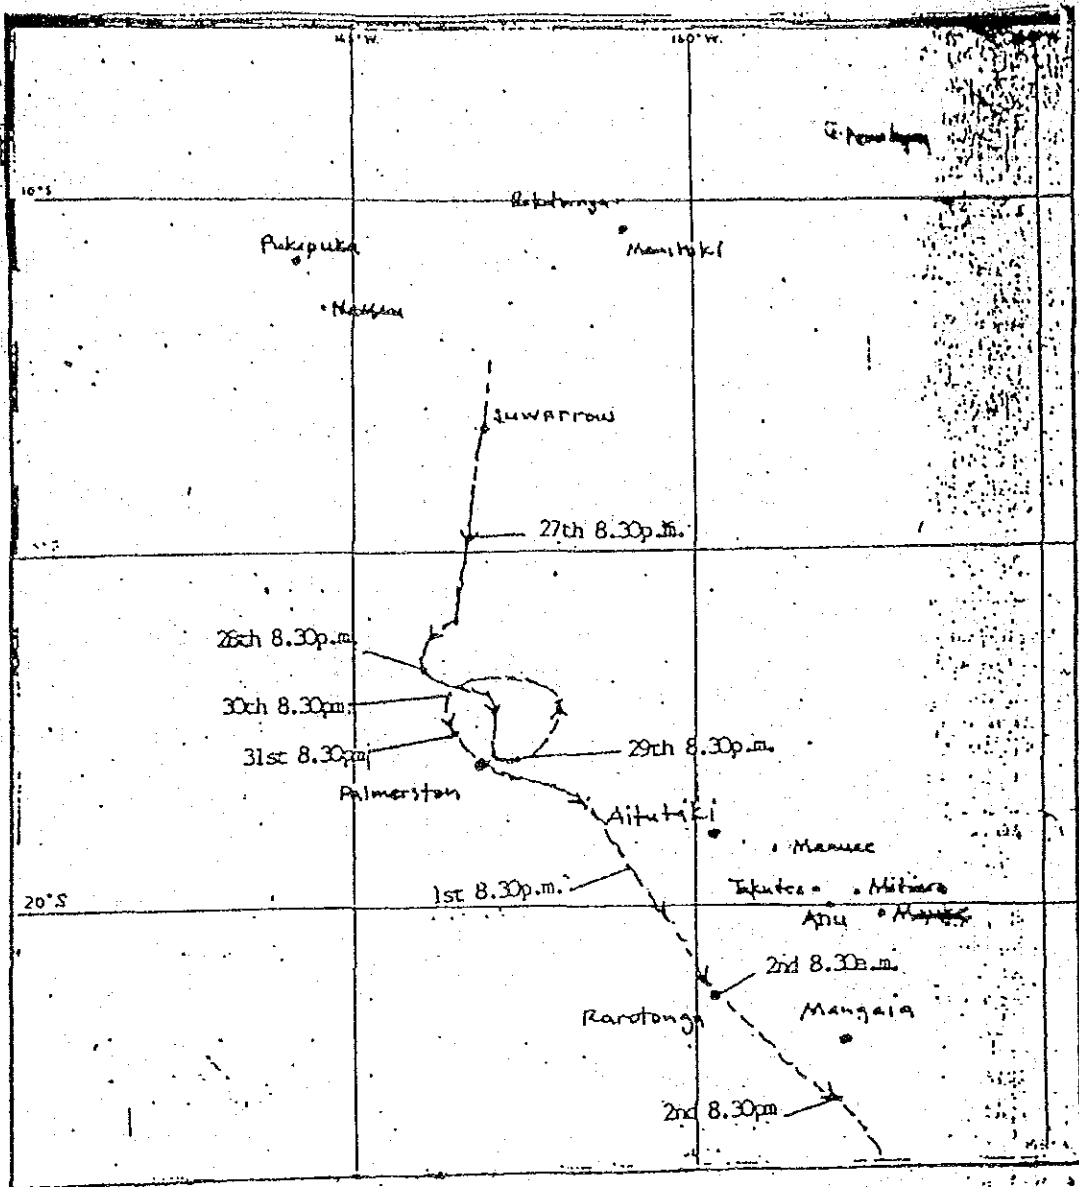 160°W.
10°S
Pukapuka
Nassau
Suwarrow
27th 8.30p.m.
28th 8.30p.m.
30th 8.30pm.
31st 8.30pm
29th 8.30p.m.
Palmerston
Aitutaki
Manuae
1st 8.30p.m.
Takutea
Mitiaro
20°S
Atiu
2nd 8.30a.m.
Rarotonga
Mangaia
2nd 8.30pm